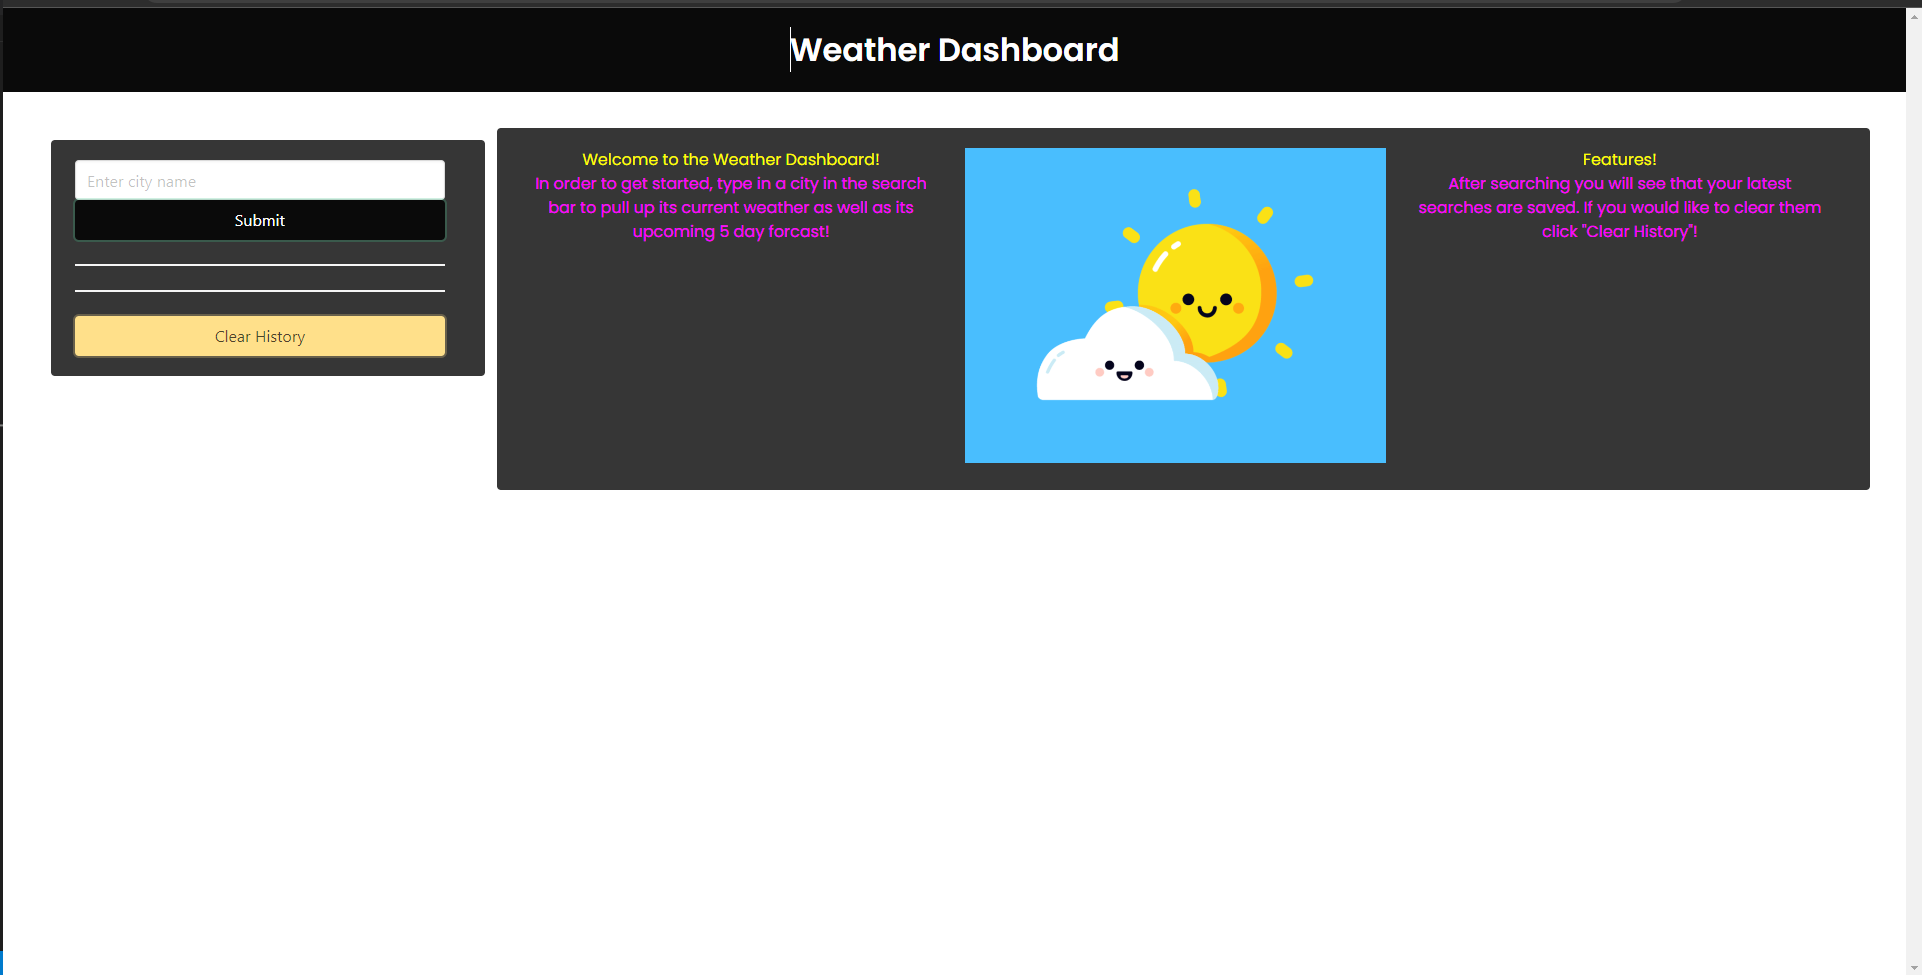 Weather Dashboard
Enter city name
Submit
Clear History
Welcome to the Weather Dashboard!
In order to get started, type in a city in the search
bar to pull up its current weather as well as its
upcoming 5 day forcast!
Features!
After searching you will see that your latest
searches are saved. If you would like to clear them
click "Clear History"!